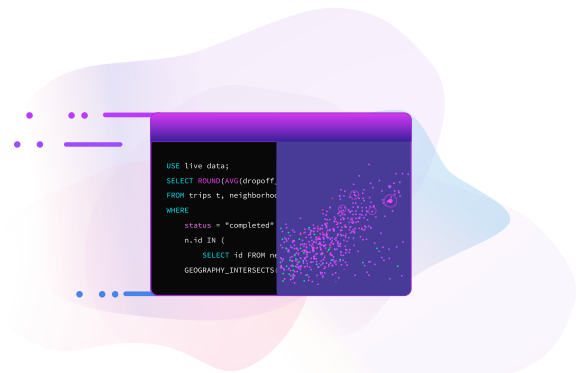 USE live data;
SELECT ROUND(AVG(dropoff_
FROM trips t, neighborhoo
WHERE
status = "completed"
n.id IN (
SELECT id FROM ne
GEOGRAPHY_INTERSECTS(